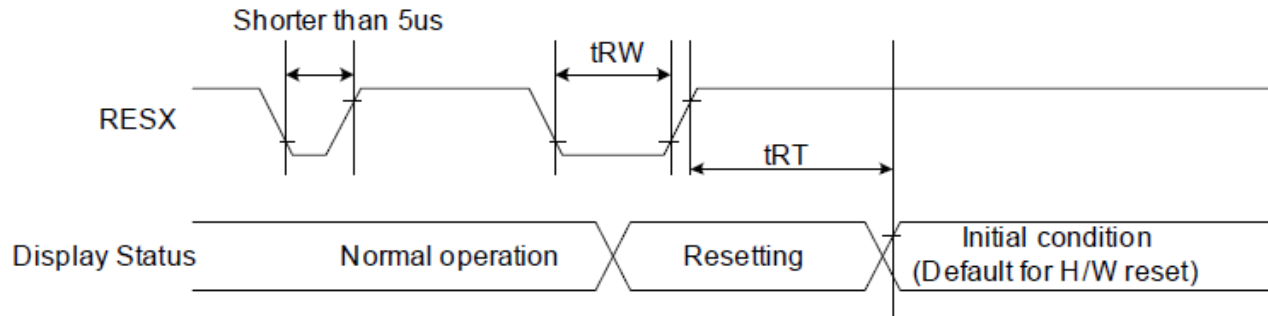 Shorter than 5us
tRW
RESX
tRT
Display Status
Normal operation
Resetting
Initial condition
(Default for H/W reset)